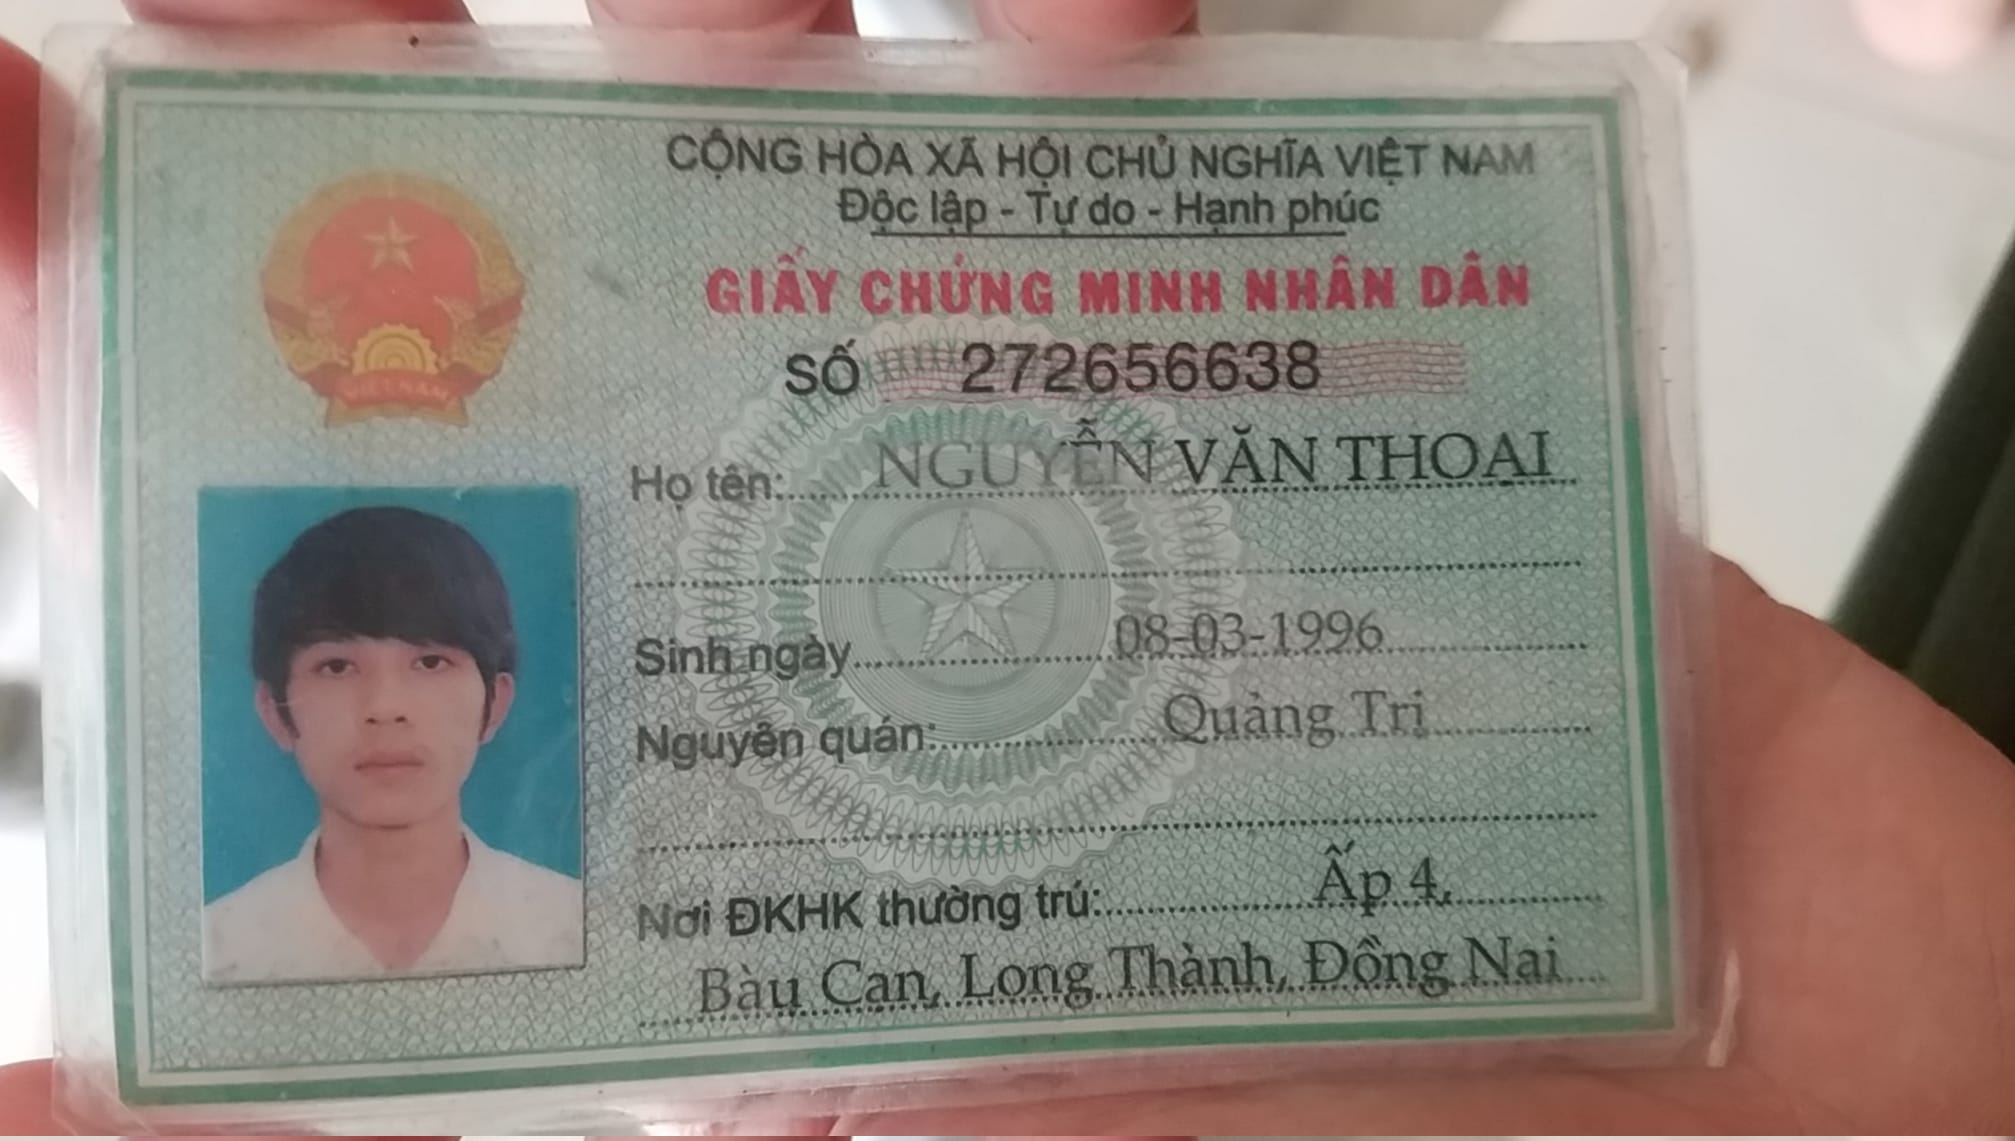 CỘNG HÒA XÃ HỘI CHỦ NGHĨA VIỆT NAM
Độc lập - Tự do - Hạnh phúc
GIẤY CHỨNG MINH NHÂN DÂN
SỐ 272656638
Họ tên: NGUYỄN VĂN THOAI
Sinh ngày 08-03-1996
Nguyên quán: Quảng Trị
Nơi ĐKHK thường trú: Ấp 4,
Bàu Cạn, Long Thành, Đồng Nai
VIỆT NAM